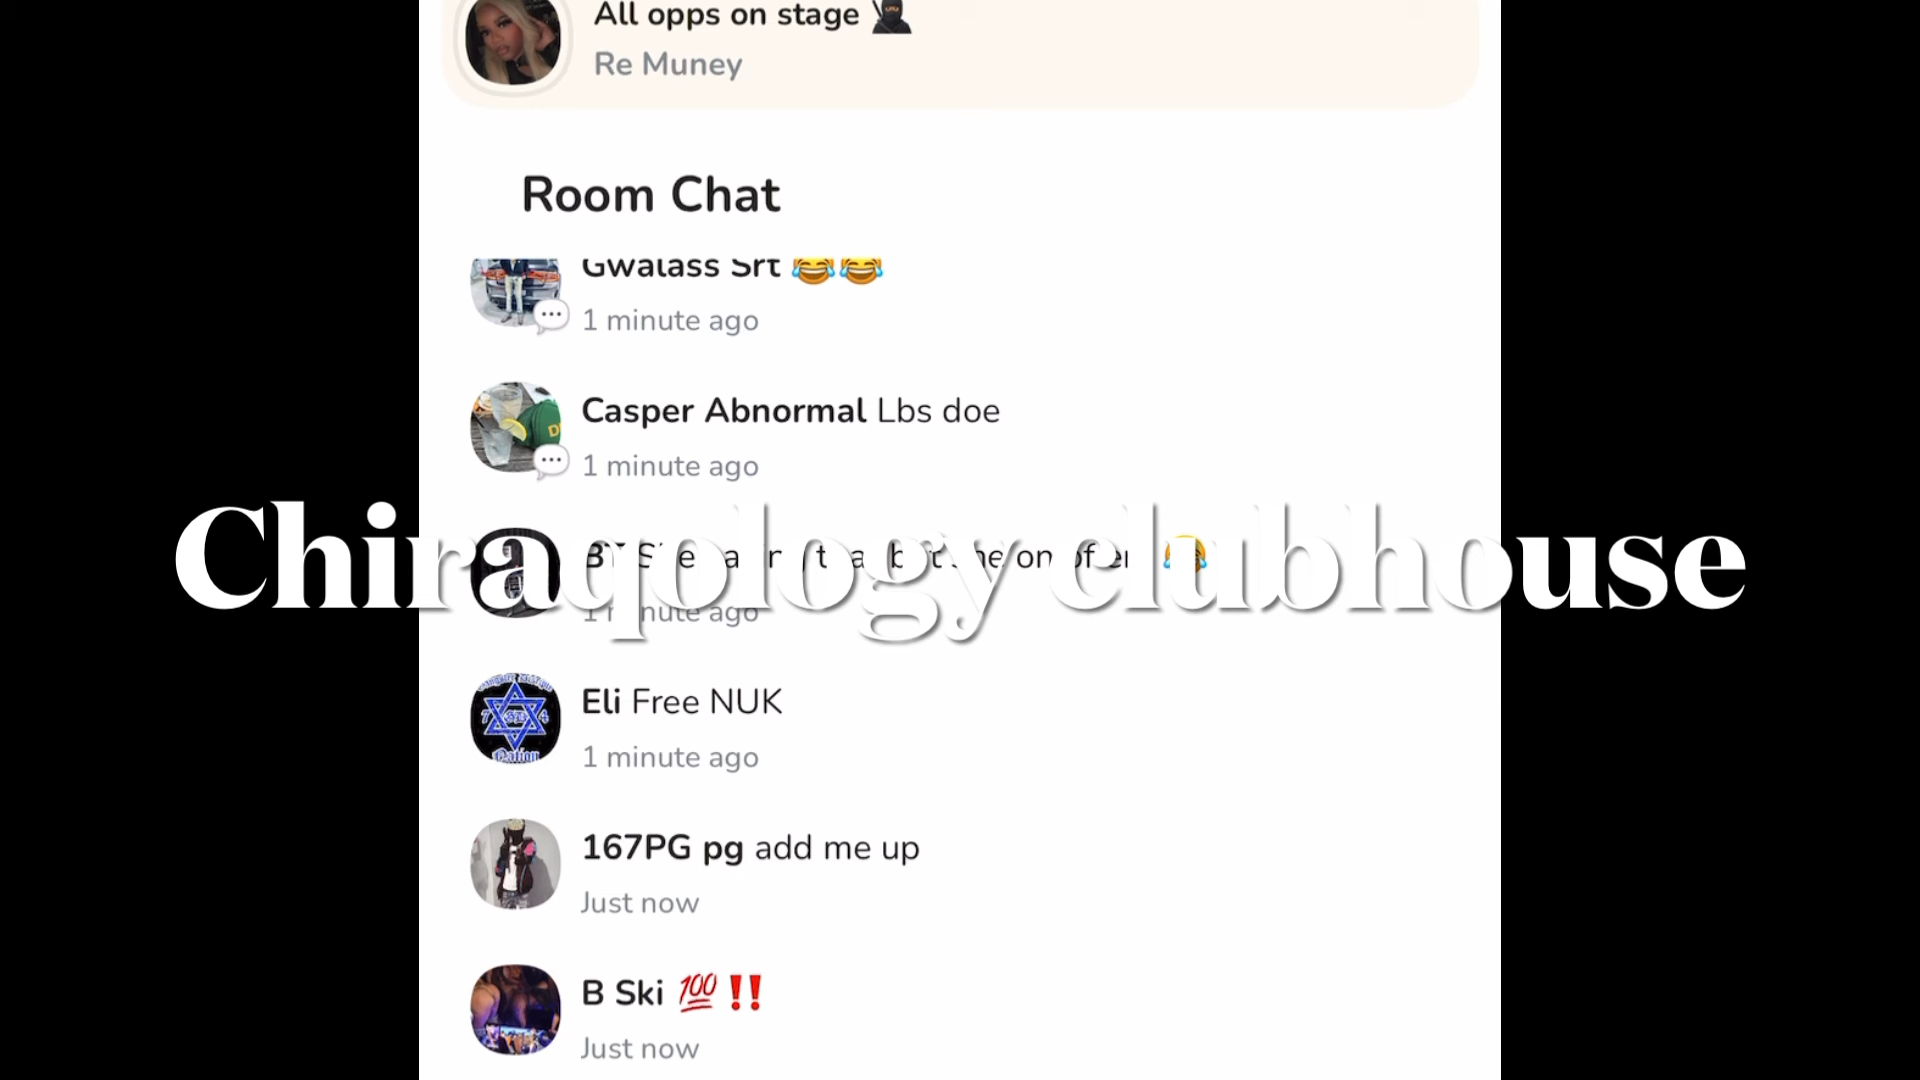 All opps on stage 🥷
Re Muney
Room Chat
Gwalass Srt 😂😂
1 minute ago
Casper Abnormal Lbs doe
1 minute ago
Chiraqology clubhouse
Eli Free NUK
1 minute ago
167PG pg add me up
Just now
B Ski 💯‼️
Just now